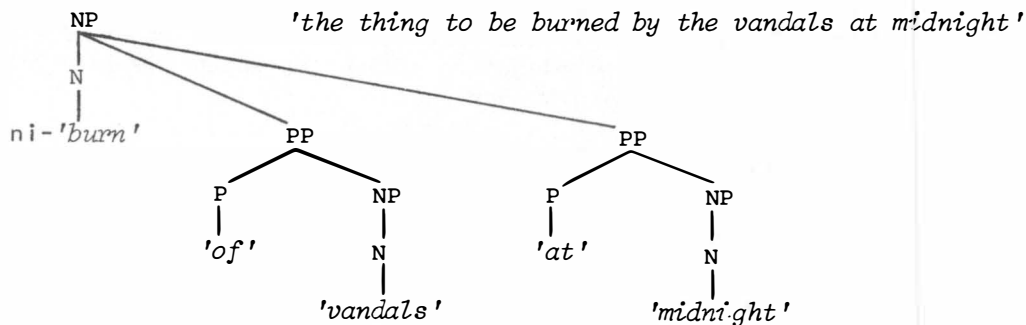 NP 'the thing to be burned by the vandals at midnight'
N
ni-'burn' PP PP
P NP P NP
'of' N 'at' N
'vandals' 'midnight'